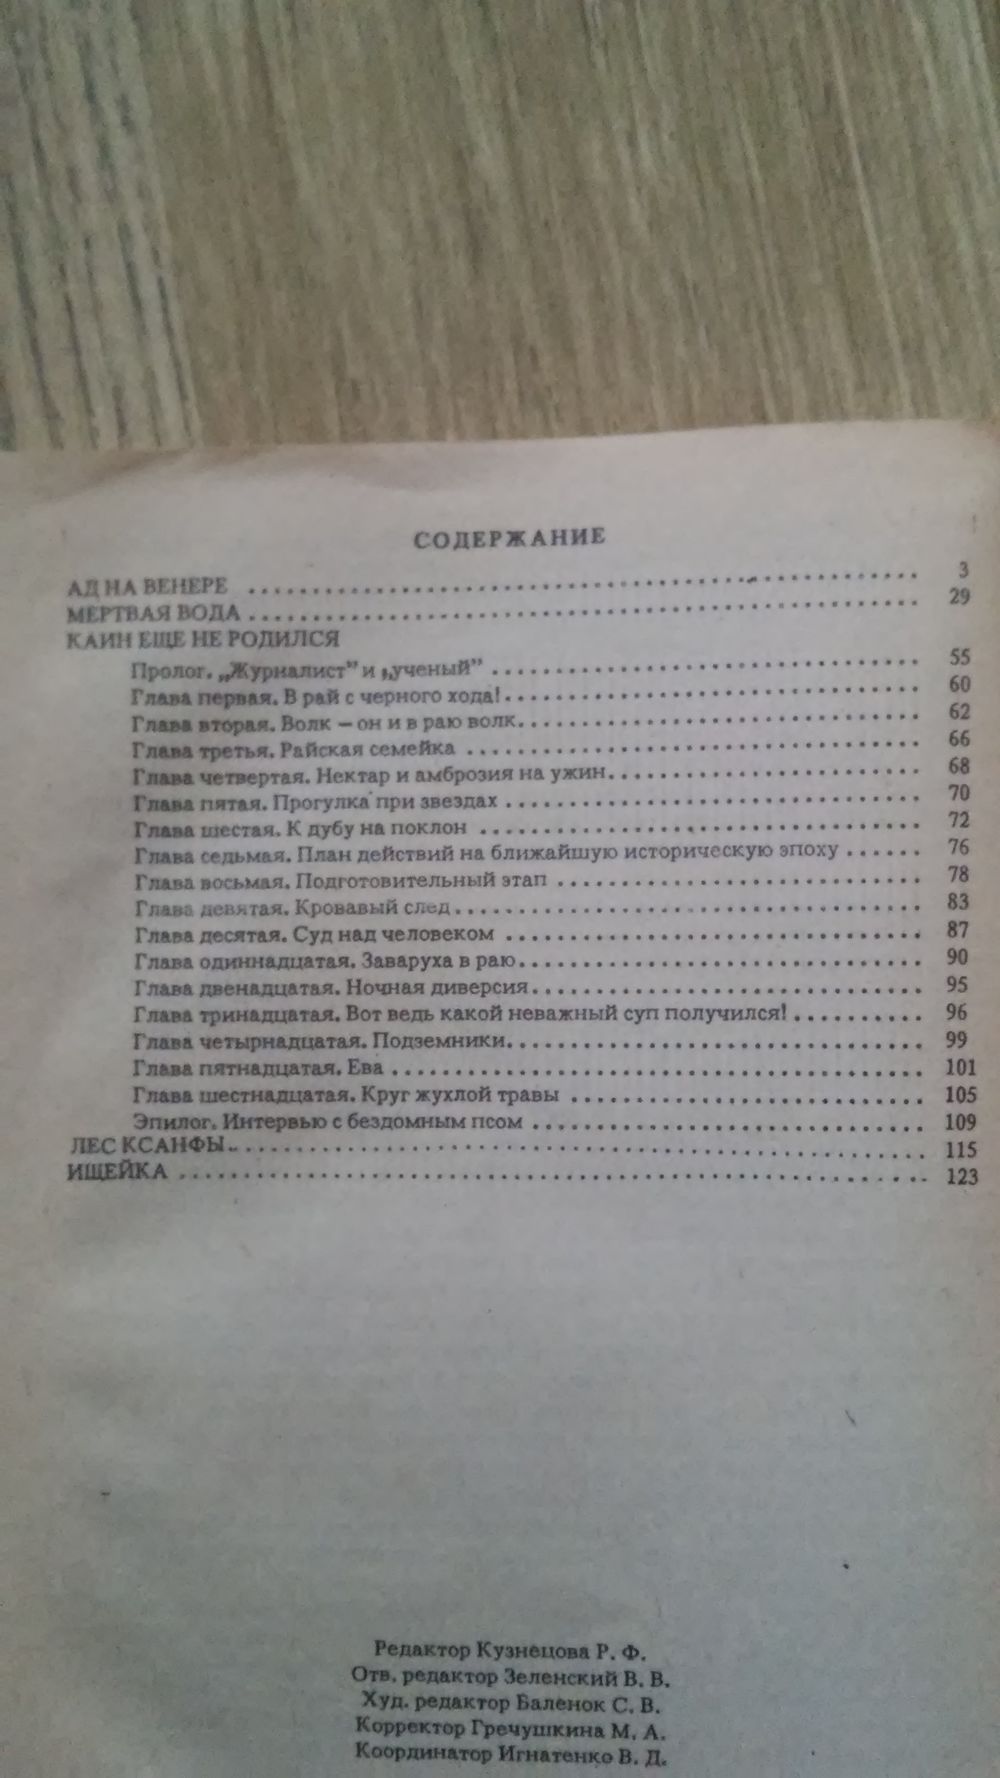 СОДЕРЖАНИЕ
АД НА ВЕНЕРЕ .................... 3
МЕРТВАЯ ВОДА .................... 29
КАИН ЕЩЕ НЕ РОДИЛСЯ
Пролог. „Журналист” и „ученый” .................... 55
Глава первая. В рай с черного хода! .................... 60
Глава вторая. Волк – он и в раю волк .................... 62
Глава третья. Райская семейка .................... 66
Глава четвертая. Нектар и амброзия на ужин .................... 68
Глава пятая. Прогулка при звездах .................... 70
Глава шестая. К дубу на поклон .................... 72
Глава седьмая. План действий на ближайшую историческую эпоху ...... 76
Глава восьмая. Подготовительный этап .................... 78
Глава девятая. Кровавый след .................... 83
Глава десятая. Суд над человеком .................... 87
Глава одиннадцатая. Заваруха в раю .................... 90
Глава двенадцатая. Ночная диверсия .................... 95
Глава тринадцатая. Вот ведь какой неважный суп получился! .......... 96
Глава четырнадцатая. Подземники .................... 99
Глава пятнадцатая. Ева .................... 101
Глава шестнадцатая. Круг жухлой травы .................... 105
Эпилог. Интервью с бездомным псом .................... 109
ЛЕС КСАНФЫ .................... 115
ИЩЕЙКА .................... 123
Редактор Кузнецова Р. Ф.
Отв. редактор Зеленский В. В.
Худ. редактор Баленок С. В.
Корректор Гречушкина М. А.
Координатор Игнатенко В. Д.